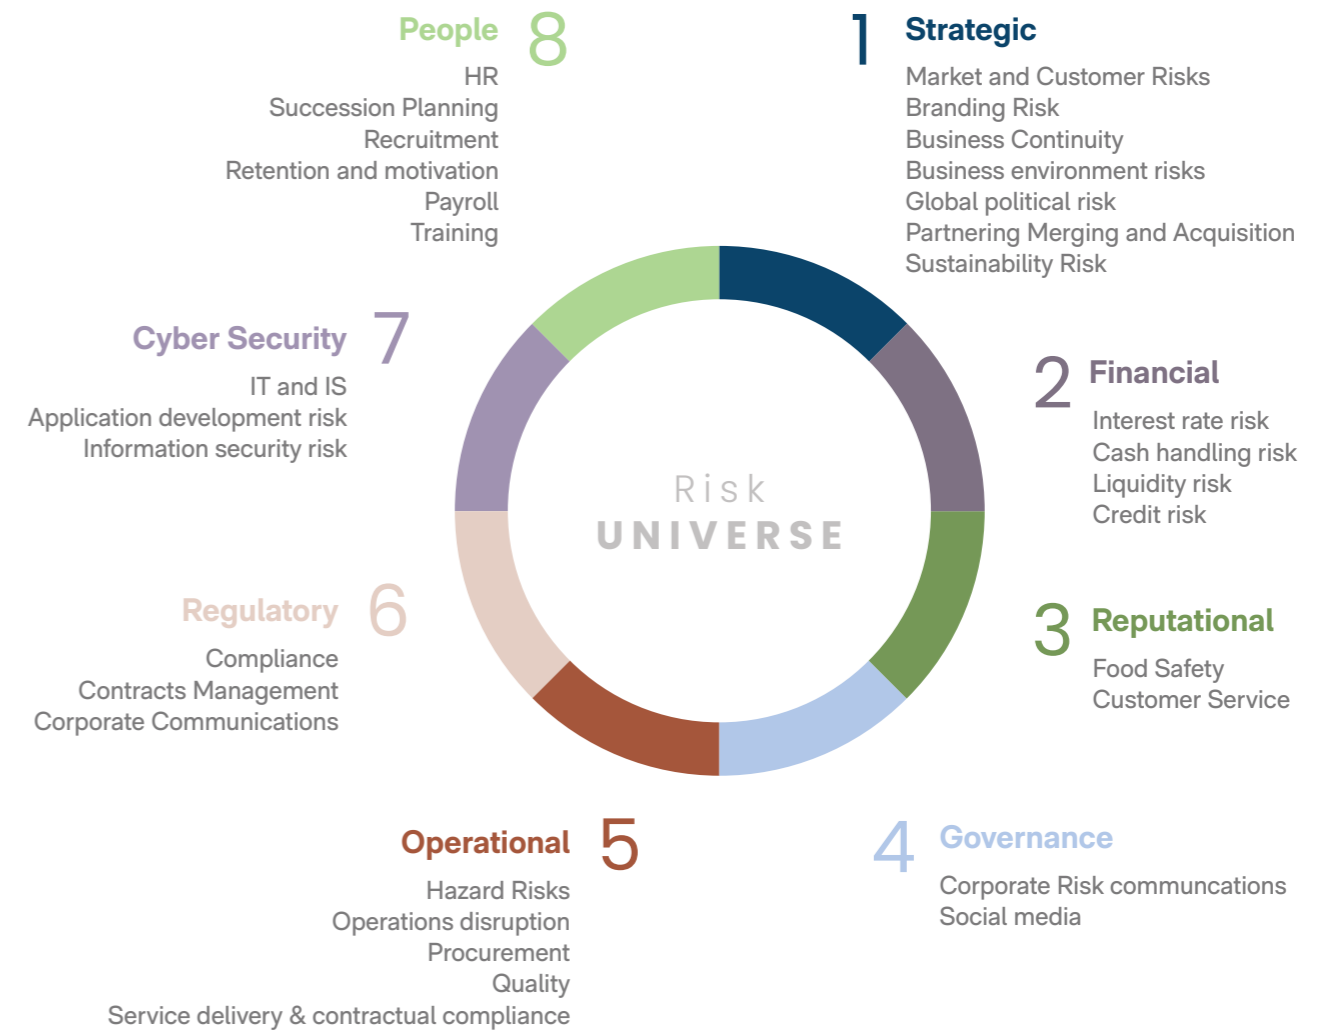 1 Strategic
Market and Customer Risks
Branding Risk
Business Continuity
Business environment risks
Global political risk
Partnering Merging and Acquisition
Sustainability Risk
2 Financial
Interest rate risk
Cash handling risk
Liquidity risk
Credit risk
3 Reputational
Food Safety
Customer Service
4 Governance
Corporate Risk communcations
Social media
Operational 5
Hazard Risks
Operations disruption
Procurement
Quality
Service delivery & contractual compliance
Regulatory 6
Compliance
Contracts Management
Corporate Communications
Cyber Security 7
IT and IS
Application development risk
Information security risk
People 8
HR
Succession Planning
Recruitment
Retention and motivation
Payroll
Training
Risk
UNIVERSE